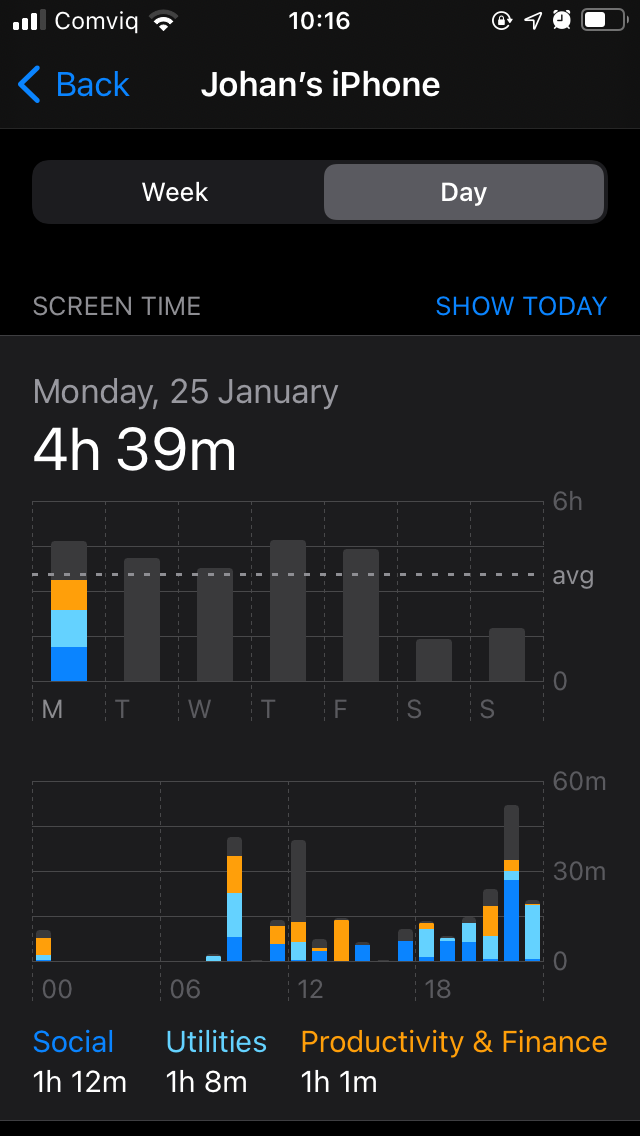 Comviq 10:16
Back Johan's iPhone
Week Day
SCREEN TIME SHOW TODAY
Monday, 25 January
4h 39m
6h
avg
0
M T W T F S S
60m
30m
0
00 06 12 18
Social Utilities Productivity & Finance
1h 12m 1h 8m 1h 1m